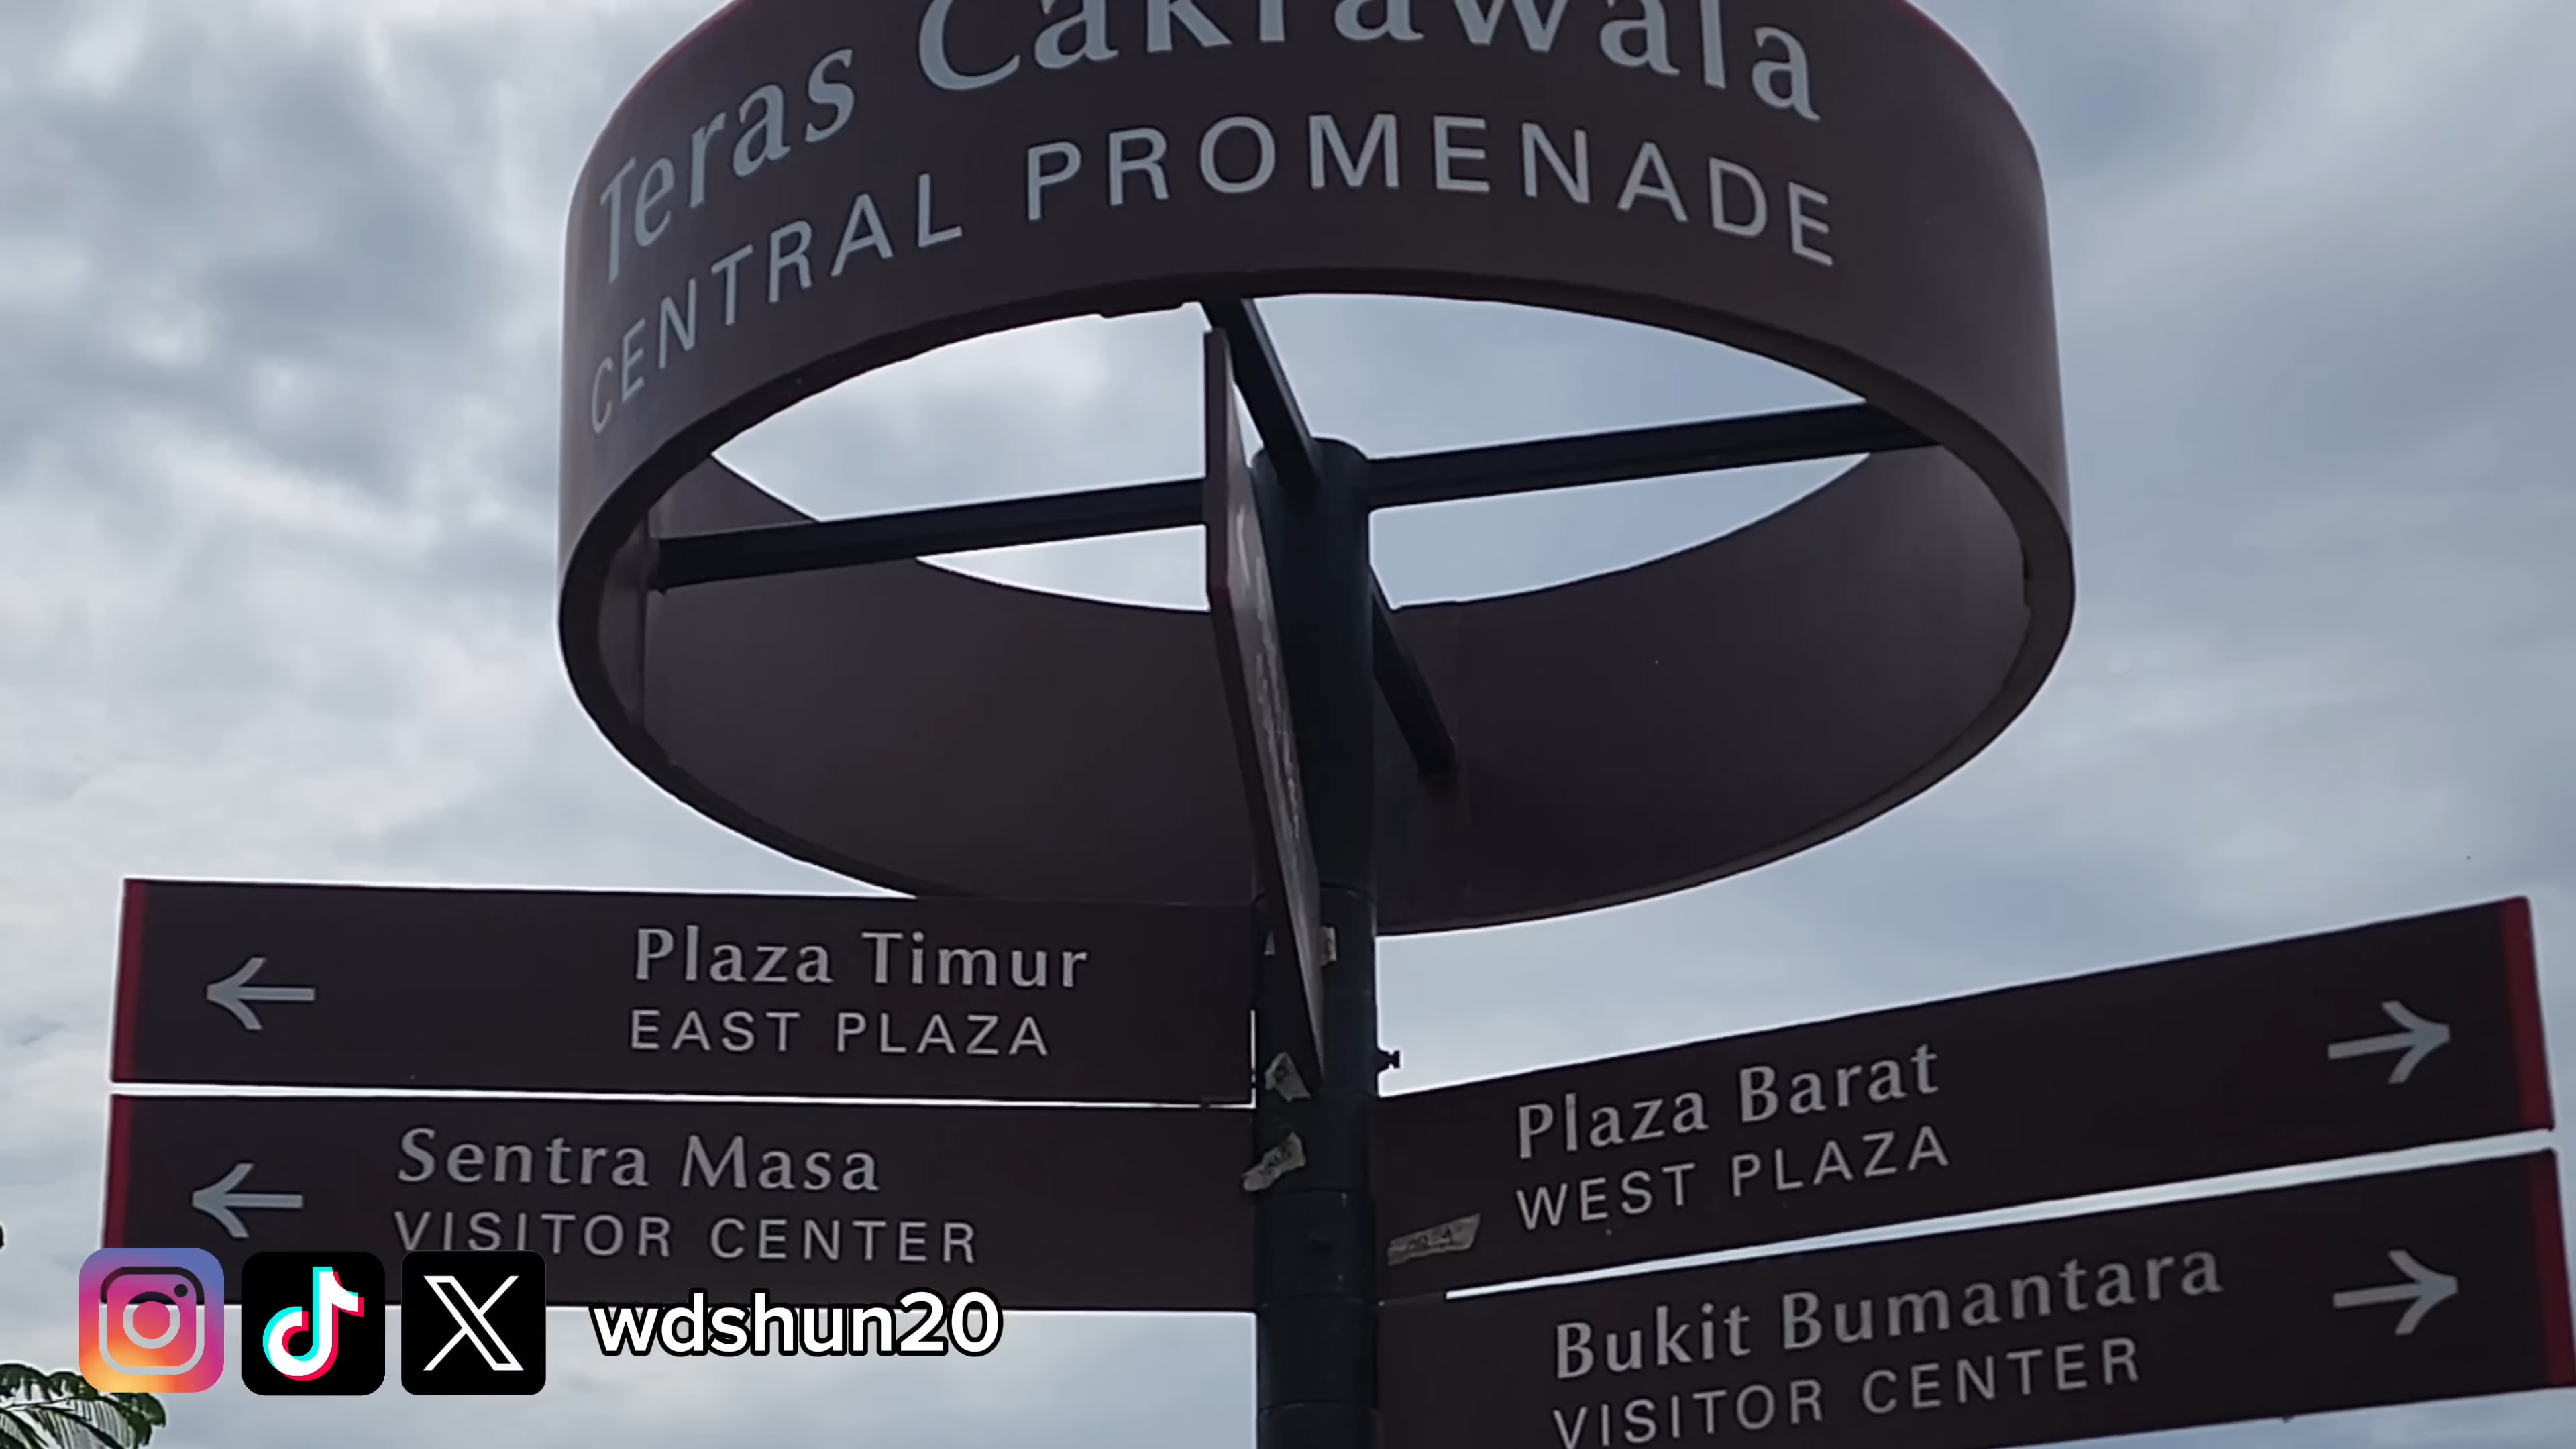 Teras Cakrawala
CENTRAL PROMENADE
Plaza Timur
EAST PLAZA
Sentra Masa
VISITOR CENTER
Plaza Barat
WEST PLAZA
Bukit Bumantara
VISITOR CENTER
wdshun20